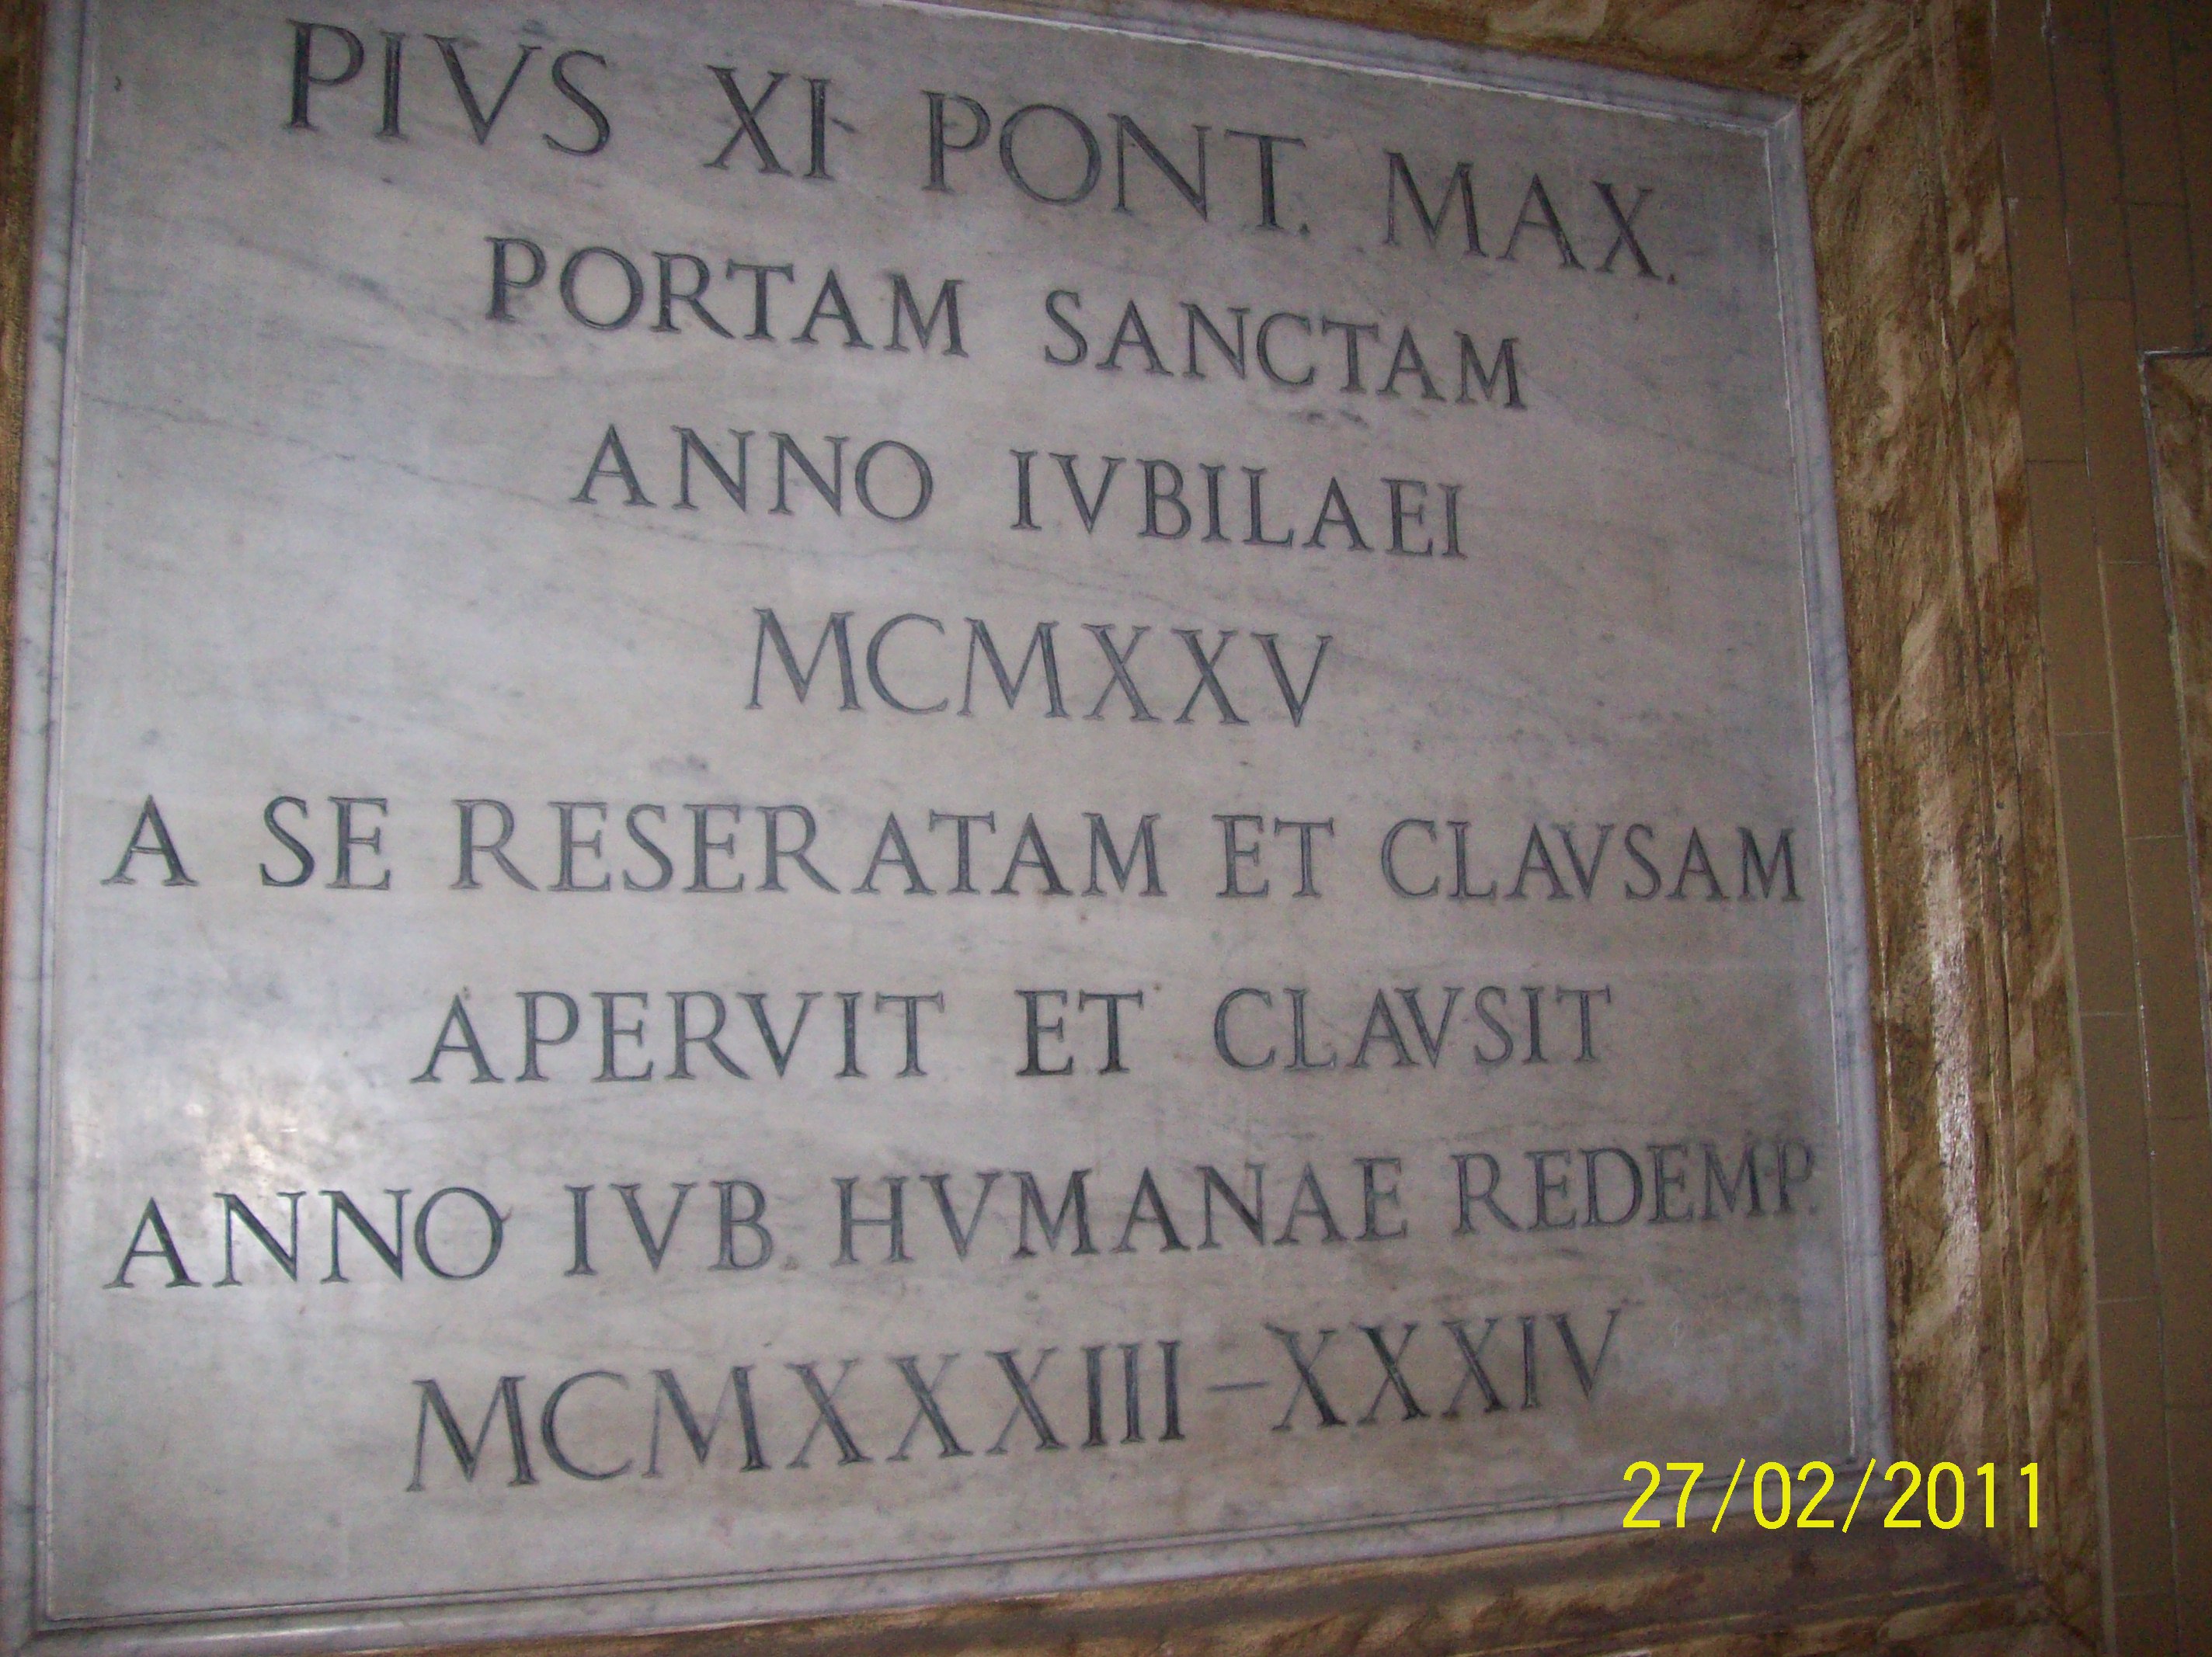 PIVS XI PONT. MAX.
PORTAM SANCTAM
ANNO IVBILAEI
MCMXXV
A SE RESERATAM ET CLAVSAM
APERVIT ET CLAVSIT
ANNO IVB. HVMANAE REDEMP.
MCMXXXIII-XXXIV
27/02/2011